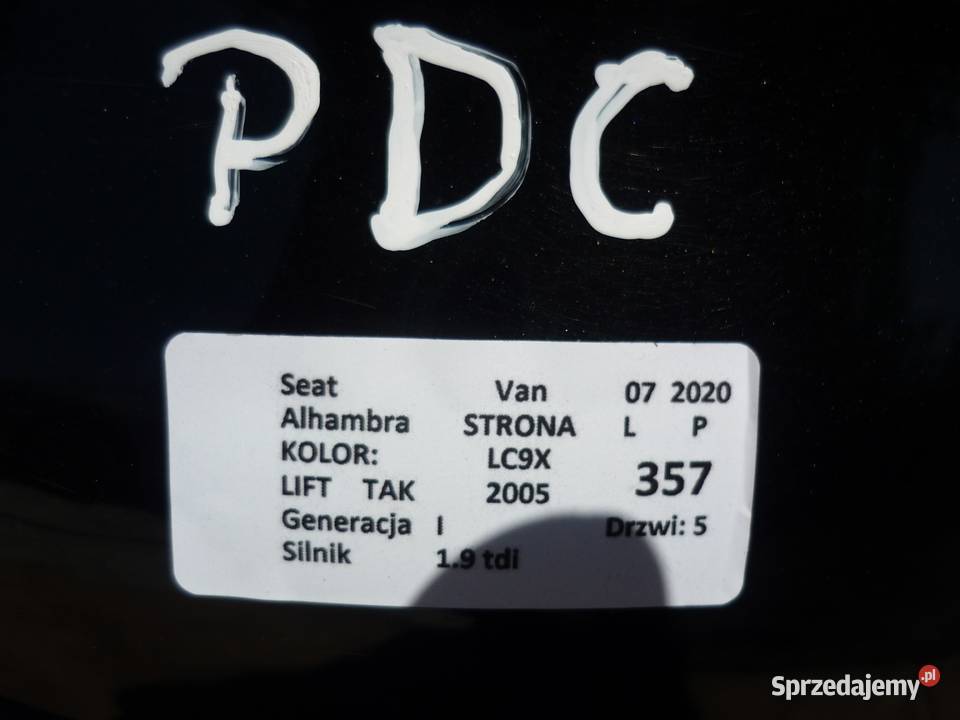 PDC
Seat Van 07 2020
Alhambra STRONA L P
KOLOR: LC9X 357
LIFT TAK 2005
Generacja I Drzwi: 5
Silnik 1.9 tdi
Sprzedajemy.pl